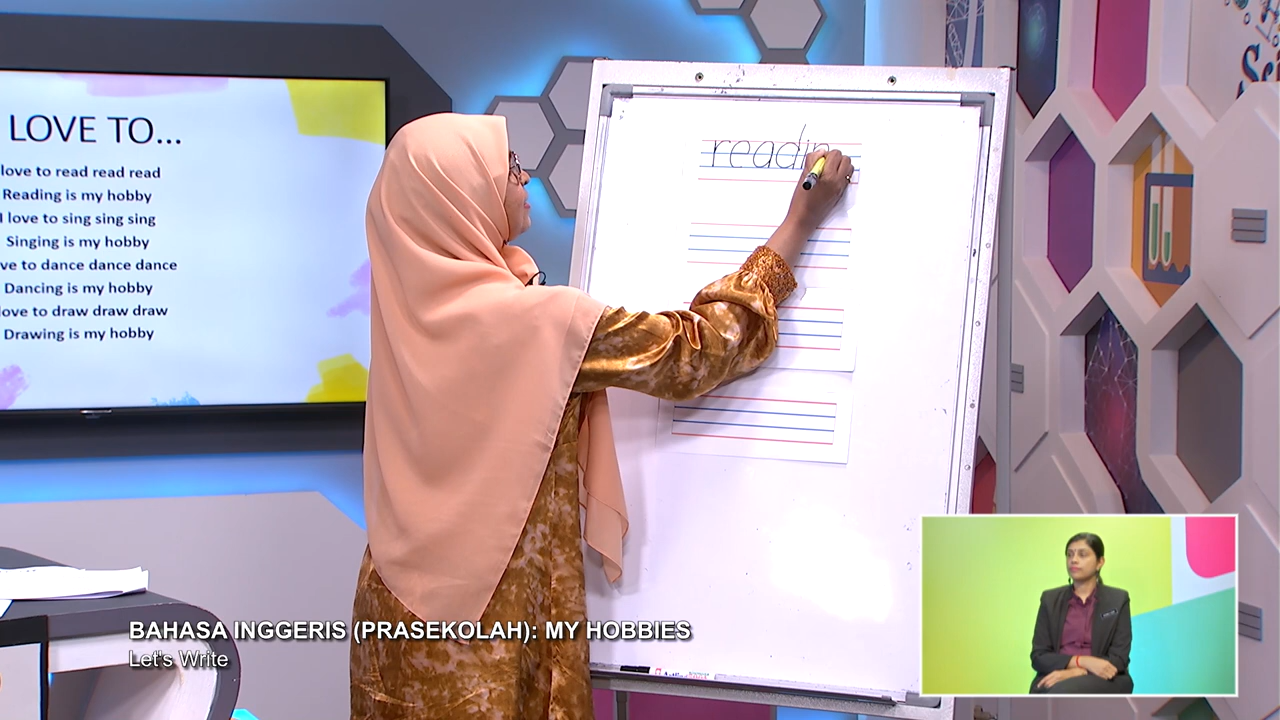 LOVE TO...
love to read read read
Reading is my hobby
I love to sing sing sing
Singing is my hobby
ve to dance dance dance
Dancing is my hobby
love to draw draw draw
Drawing is my hobby
readin
BAHASA INGGERIS (PRASEKOLAH): MY HOBBIES
Let's Write